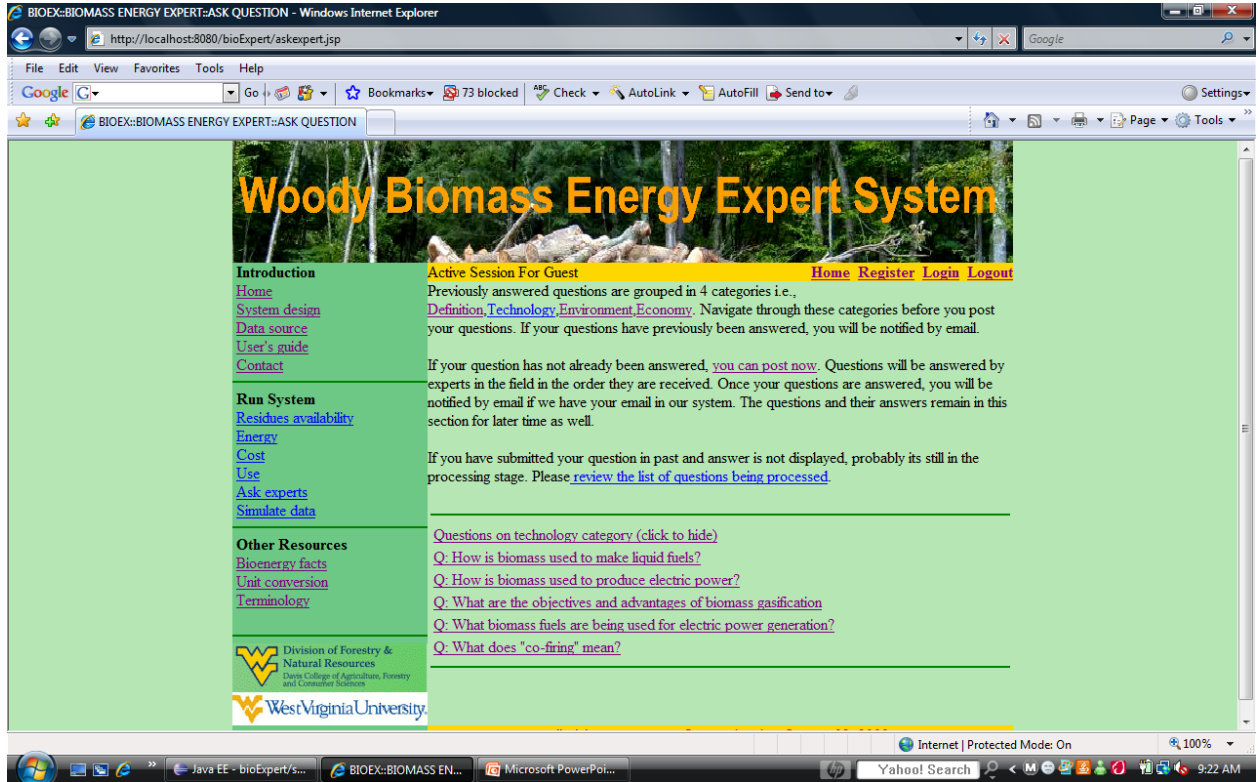 BIOEX::BIOMASS ENERGY EXPERT::ASK QUESTION - Windows Internet Explorer
http://localhost:8080/bioExpert/askexpert.jsp
Google
File Edit View Favorites Tools Help
Google G Go Bookmarks 73 blocked ABC Check AutoLink AutoFill Send to Settings
BIOEX::BIOMASS ENERGY EXPERT::ASK QUESTION Page Tools
Woody Biomass Energy Expert System
Introduction
Home
System design
Data source
User's guide
Contact
Run System
Residues availability
Energy
Cost
Use
Ask experts
Simulate data
Other Resources
Bioenergy facts
Unit conversion
Terminology
Division of Forestry &
Natural Resources
Davis College of Agriculture, Forestry
and Consumer Sciences
West Virginia University.
Active Session For Guest Home Register Login Logout
Previously answered questions are grouped in 4 categories i.e.,
Definition,Technology,Environment,Economy. Navigate through these categories before you post
your questions. If your questions have previously been answered, you will be notified by email.
If your question has not already been answered, you can post now. Questions will be answered by
experts in the field in the order they are received. Once your questions are answered, you will be
notified by email if we have your email in our system. The questions and their answers remain in this
section for later time as well.
If you have submitted your question in past and answer is not displayed, probably its still in the
processing stage. Please review the list of questions being processed.
Questions on technology category (click to hide)
Q: How is biomass used to make liquid fuels?
Q: How is biomass used to produce electric power?
Q: What are the objectives and advantages of biomass gasification
Q: What biomass fuels are being used for electric power generation?
Q: What does "co-firing" mean?
Internet | Protected Mode: On 100%
Java EE - bioExpert/s... BIOEX::BIOMASS EN... Microsoft PowerPoi... hp Yahoo! Search 9:22 AM